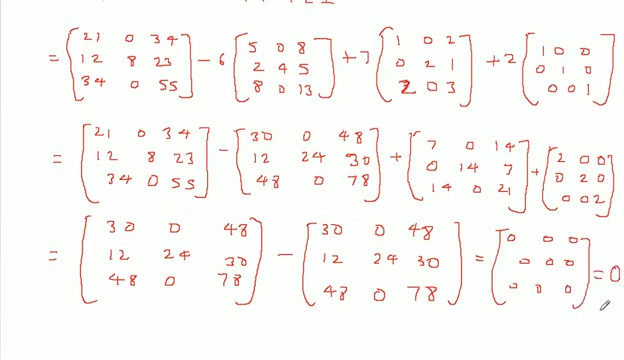 = [21 0 34 − 6 [5 0 8 + 7 [1 0 2 + 2 [1 0 0
12 8 23 2 4 5 0 2 1 0 1 0
34 0 55] 8 0 13] 2 0 3] 0 0 1]
= [21 0 34 − [30 0 48 + [7 0 14 + [2 0 0
12 8 23 12 24 30 0 14 7 0 2 0
34 0 55] 48 0 78] 14 0 21] 0 0 2]
= [30 0 48 − [30 0 48 = [0 0 0
12 24 30 12 24 30 0 0 0
48 0 78] 48 0 78] 0 0 0] = 0